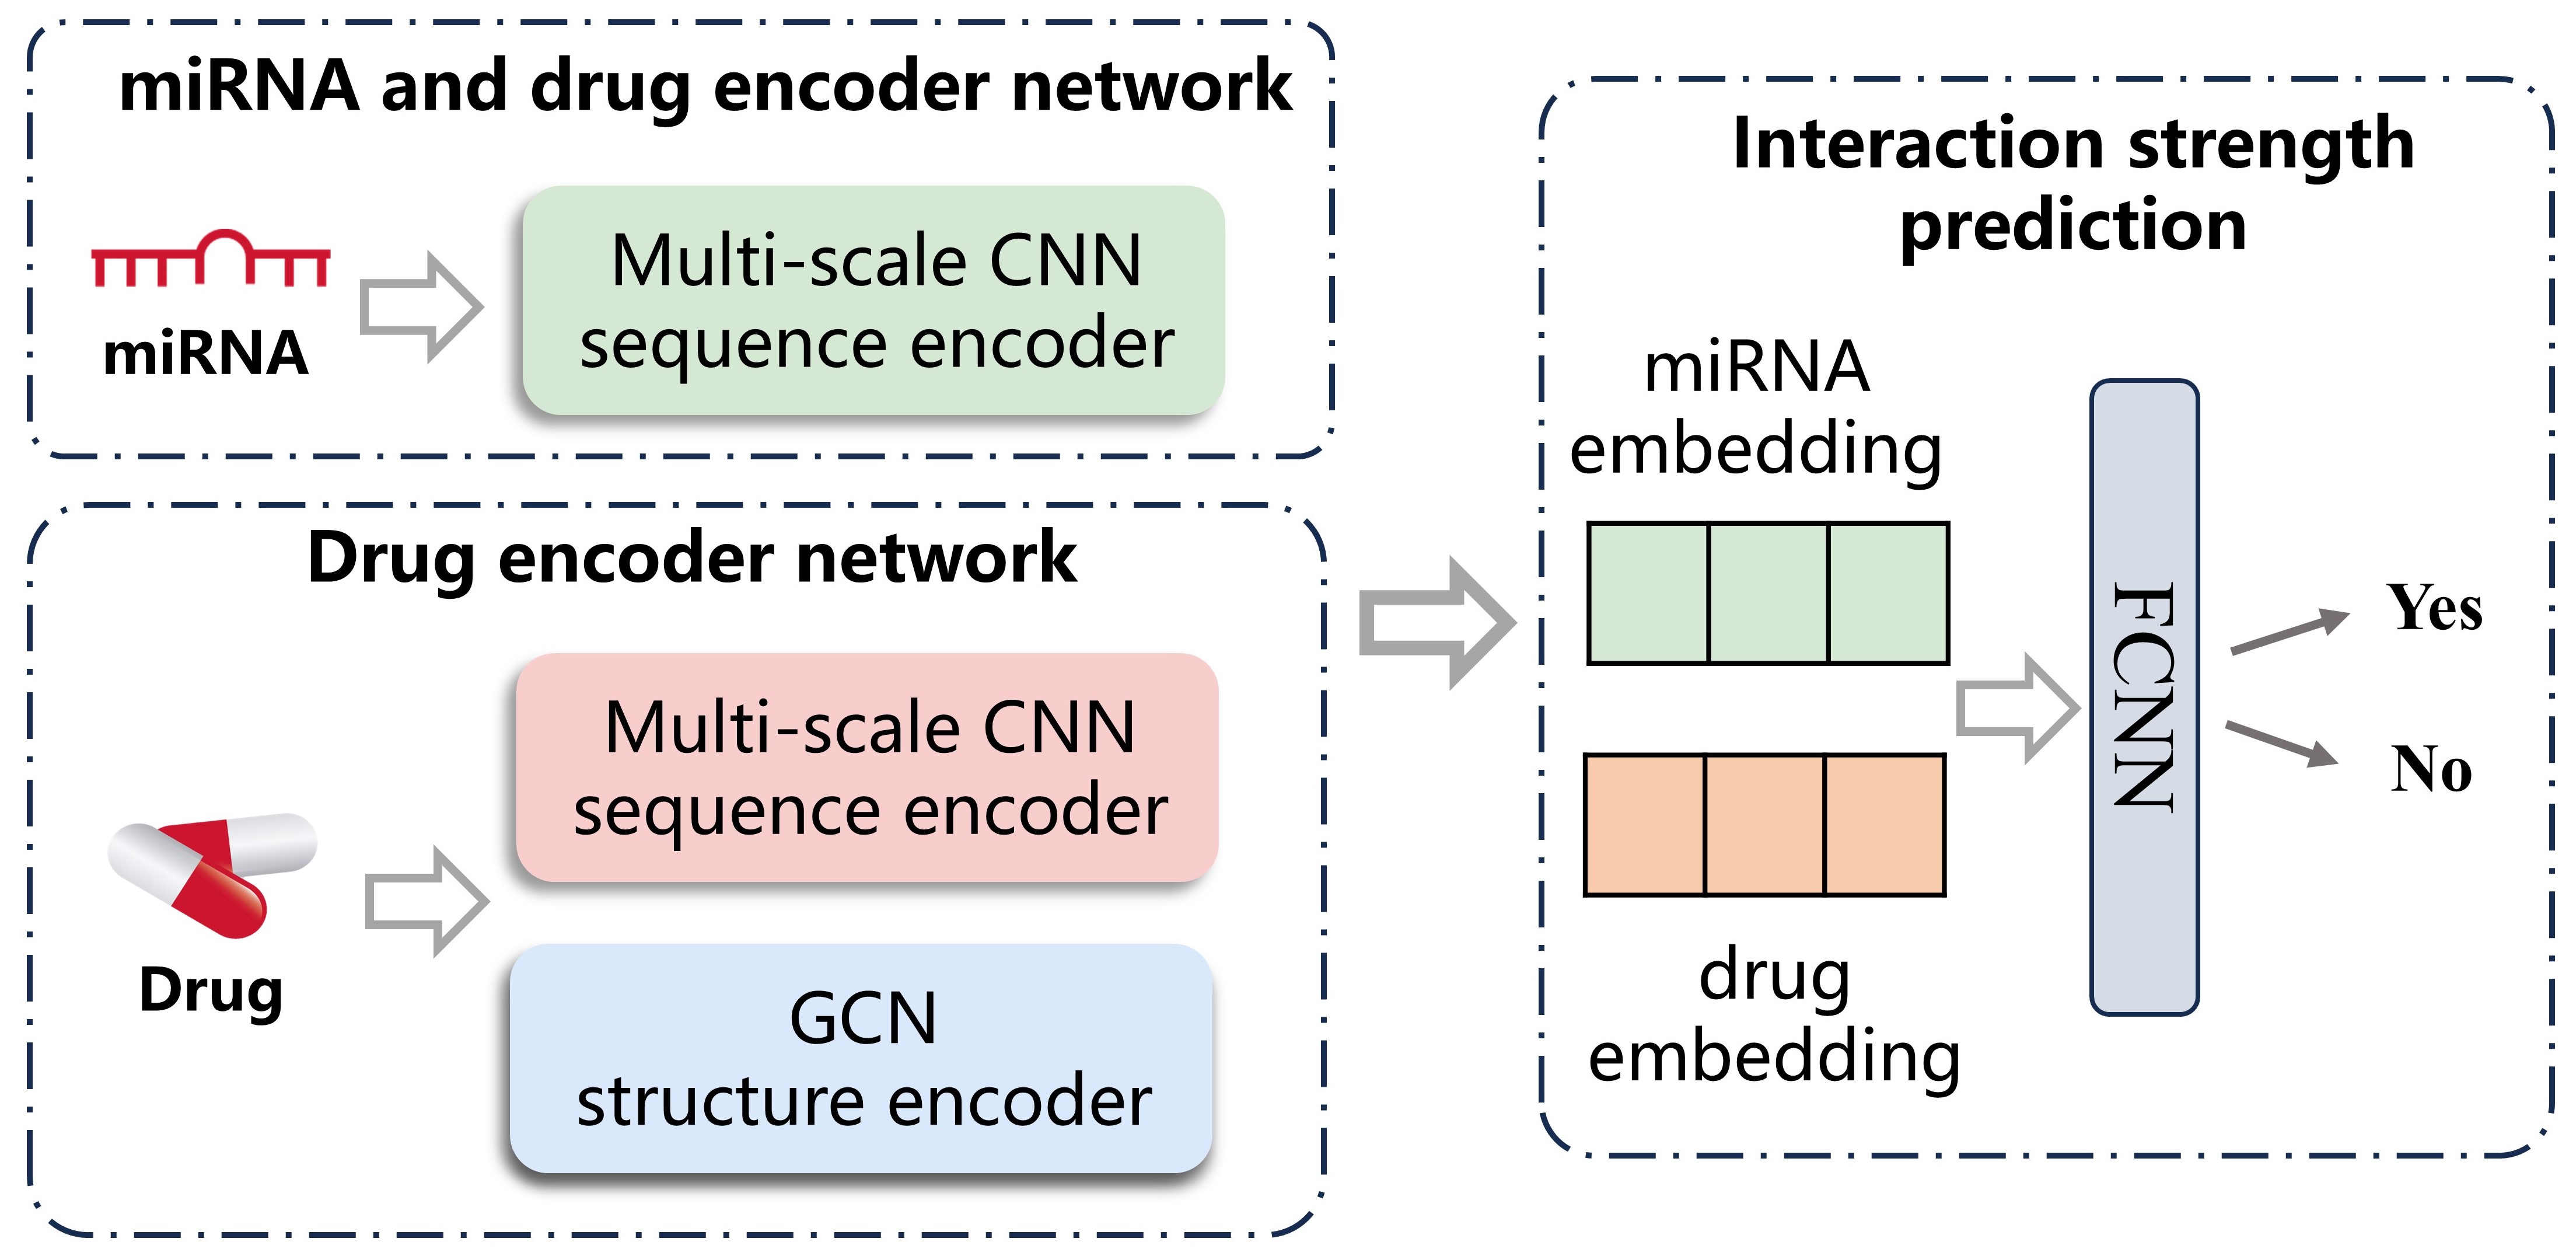 miRNA and drug encoder network
miRNA
Multi-scale CNN
sequence encoder
Drug encoder network
Drug
Multi-scale CNN
sequence encoder
GCN
structure encoder
Interaction strength
prediction
miRNA
embedding
drug
embedding
FCNN
Yes
No